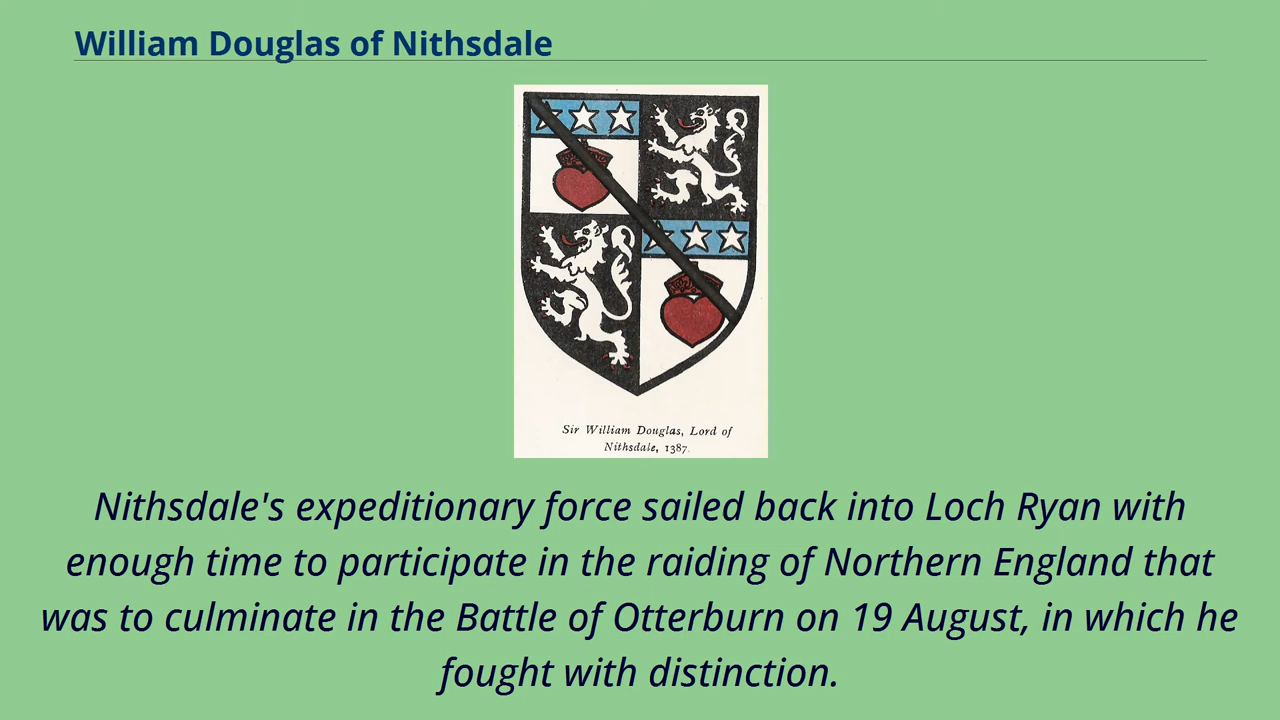 William Douglas of Nithsdale
Sir William Douglas, Lord of
Nithsdale, 1387.
Nithsdale's expeditionary force sailed back into Loch Ryan with
enough time to participate in the raiding of Northern England that
was to culminate in the Battle of Otterburn on 19 August, in which he
fought with distinction.